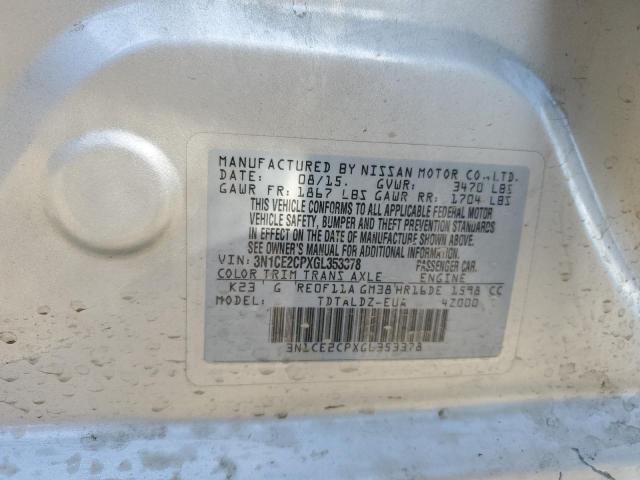 MANUFACTURED BY NISSAN MOTOR CO.,LTD.
DATE: 08/15. GVWR: 3470 LBS
GAWR FR: 1867 LBS GAWR RR: 1704 LBS
THIS VEHICLE CONFORMS TO ALL APPLICABLE FEDERAL MOTOR
VEHICLE SAFETY, BUMPER AND THEFT PREVENTION STANDARDS
IN EFFECT ON THE DATE OF MANUFACTURE SHOWN ABOVE.
SEE OWNER'S MANUAL FOR ADDITIONAL INFORMATION.
VIN: 3N1CE2CPXGL353378 PASSENGER CAR.
COLOR TRIM TRANS AXLE ENGINE
K23 G RE0F11A GM38 HR16DE 1598 CC
MODEL: TDTALDZ-EUA 4Z000
3N1CE2CPXGL353378